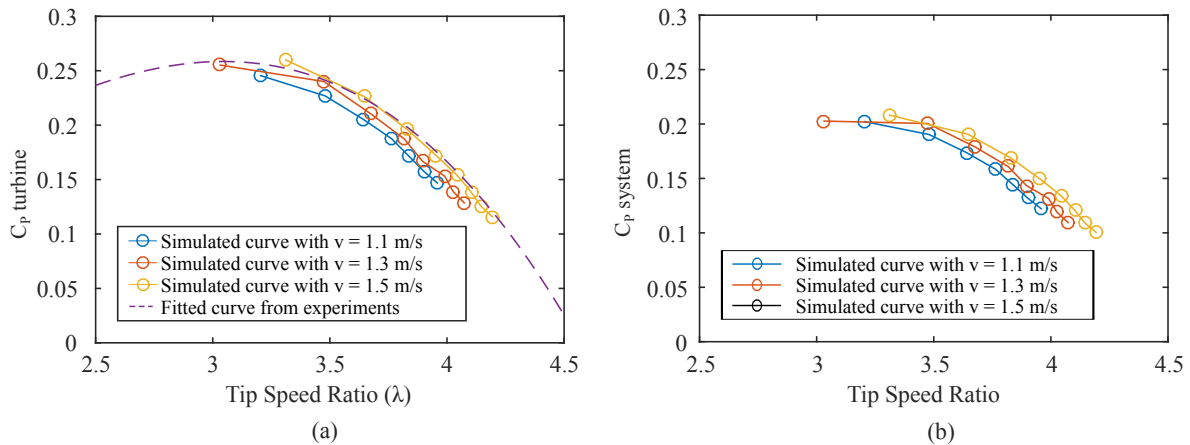 0.3
0.25
0.2
0.15
0.1
0.05
0
C_P turbine
Simulated curve with v = 1.1 m/s
Simulated curve with v = 1.3 m/s
Simulated curve with v = 1.5 m/s
Fitted curve from experiments
2.5 3 3.5 4 4.5
Tip Speed Ratio (λ)
(a)
0.3
0.25
0.2
0.15
0.1
0.05
0
C_P system
Simulated curve with v = 1.1 m/s
Simulated curve with v = 1.3 m/s
Simulated curve with v = 1.5 m/s
2.5 3 3.5 4 4.5
Tip Speed Ratio
(b)